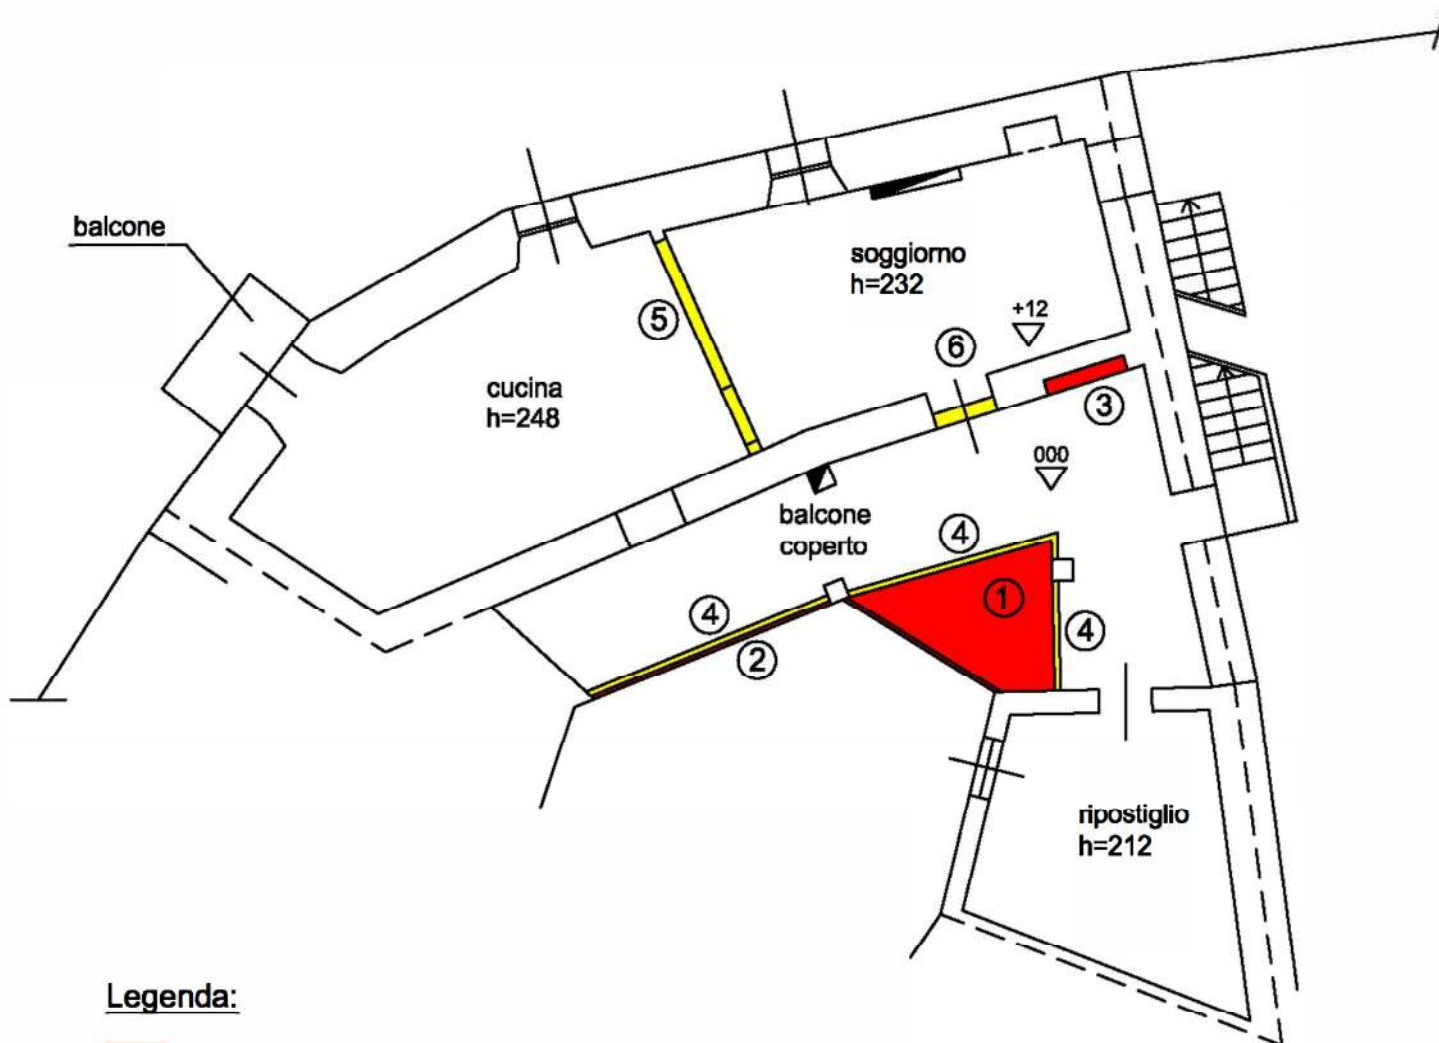 balcone
soggiorno
h=232
+12
5
6
cucina
h=248
3
000
balcone
coperto
4
1
4
4
2
ripostiglio
h=212
Legenda: